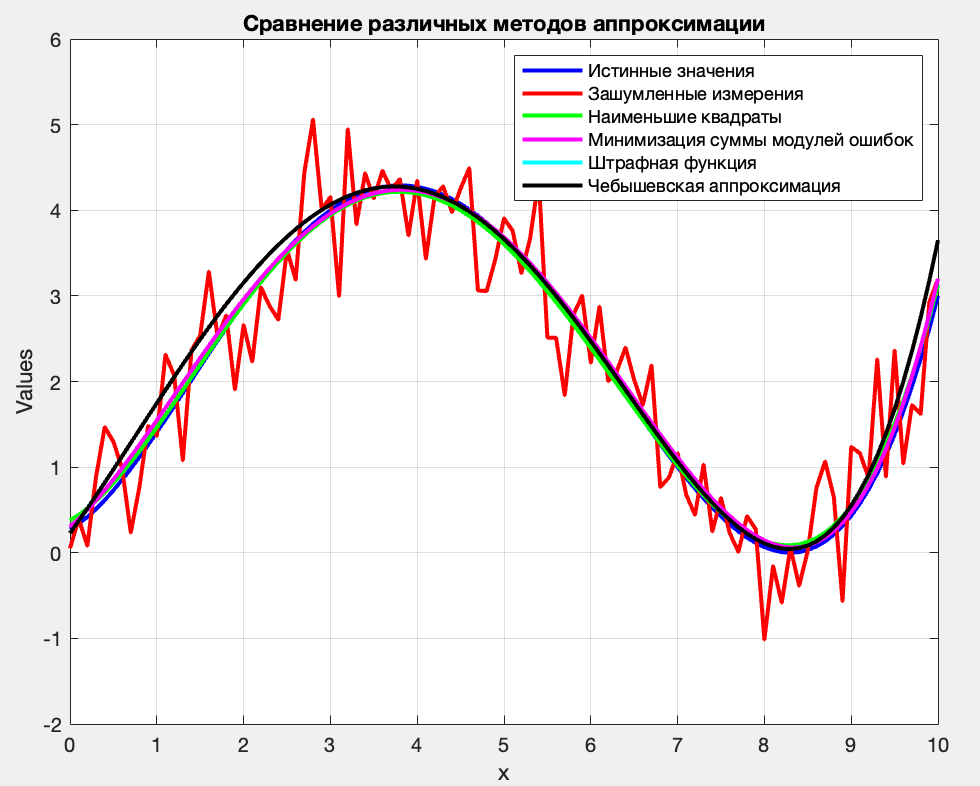 Сравнение различных методов аппроксимации
Истинные значения
Зашумленные измерения
Наименьшие квадраты
Минимизация суммы модулей ошибок
Штрафная функция
Чебышевская аппроксимация
Values
6
5
4
3
2
1
0
-1
-2
0 1 2 3 4 5 6 7 8 9 10
x